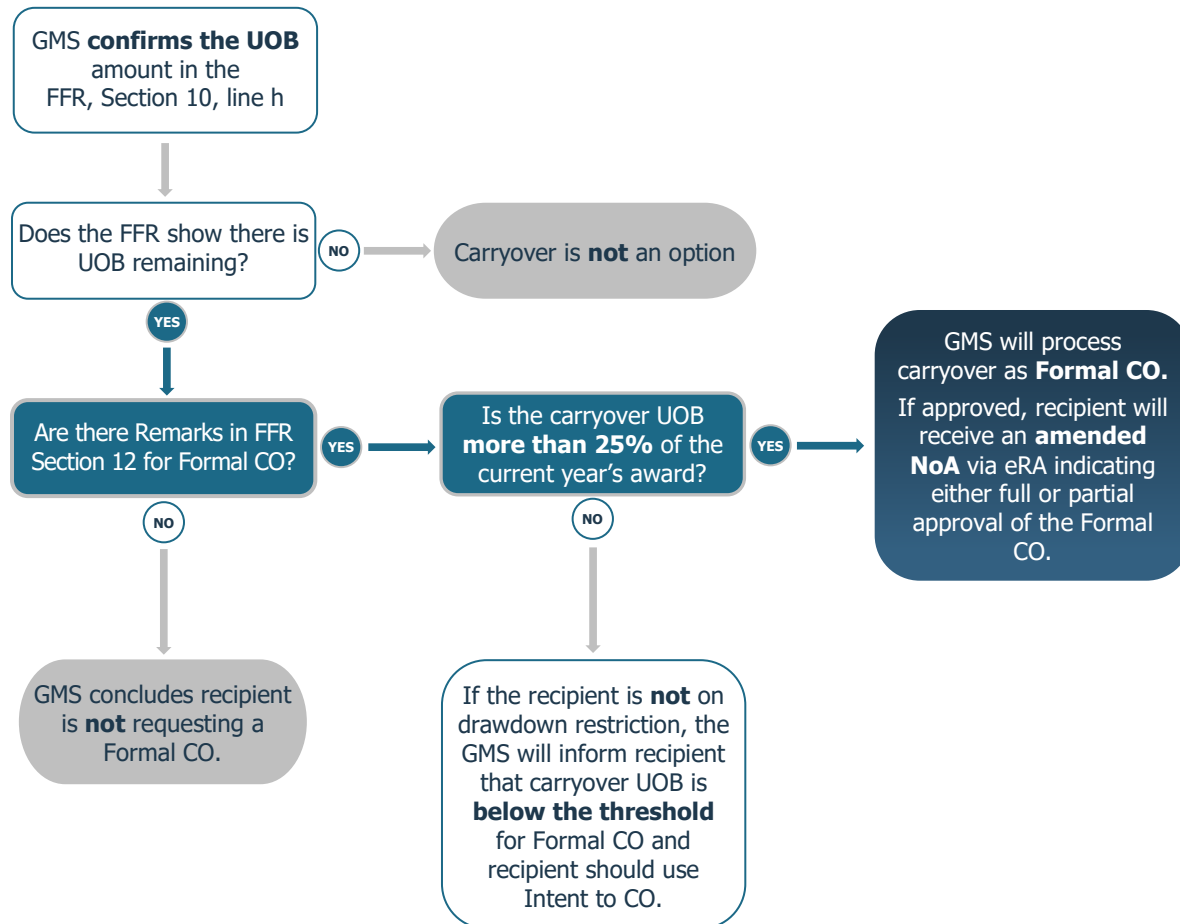 GMS confirms the UOB
amount in the
FFR, Section 10, line h
Does the FFR show there is
UOB remaining?
NO
Carryover is not an option
YES
Are there Remarks in FFR
Section 12 for Formal CO?
YES
Is the carryover UOB
more than 25% of the
current year’s award?
YES
GMS will process
carryover as Formal CO.
If approved, recipient will
receive an amended
NoA via eRA indicating
either full or partial
approval of the Formal
CO.
NO
GMS concludes recipient
is not requesting a
Formal CO.
NO
If the recipient is not on
drawdown restriction, the
GMS will inform recipient
that carryover UOB is
below the threshold
for Formal CO and
recipient should use
Intent to CO.